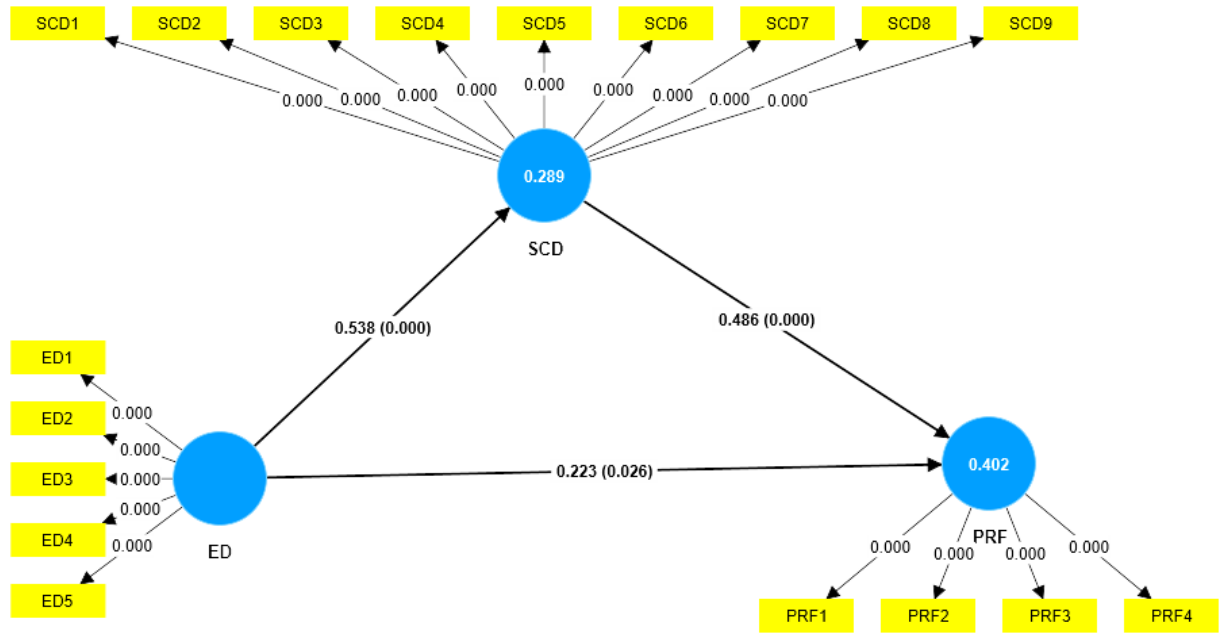 SCD1 SCD2 SCD3 SCD4 SCD5 SCD6 SCD7 SCD8 SCD9
0.000 0.000 0.000 0.000 0.000 0.000 0.000 0.000 0.000
0.289
SCD
0.538 (0.000)
0.486 (0.000)
ED1
0.000
ED2
0.000
ED3
0.000
ED4
0.000
ED5
0.000
ED
0.223 (0.026)
0.402
PRF
0.000 0.000 0.000 0.000
PRF1 PRF2 PRF3 PRF4